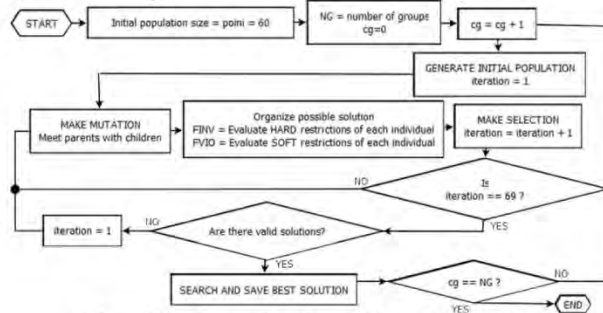 START
Initial population size = poini = 60
NG = number of groups
cg=0
cg = cg + 1
GENERATE INITIAL POPULATION
iteration = 1
MAKE MUTATION
Meet parents with children
Organize possible solution
FINV = Evaluate HARD restrictions of each individual
FVIO = Evaluate SOFT restrictions of each individual
MAKE SELECTION
iteration = iteration + 1
NO
Is
iteration == 69 ?
YES
iteration = 1
NO
Are there valid solutions?
YES
SEARCH AND SAVE BEST SOLUTION
cg == NG ?
NO
YES
END